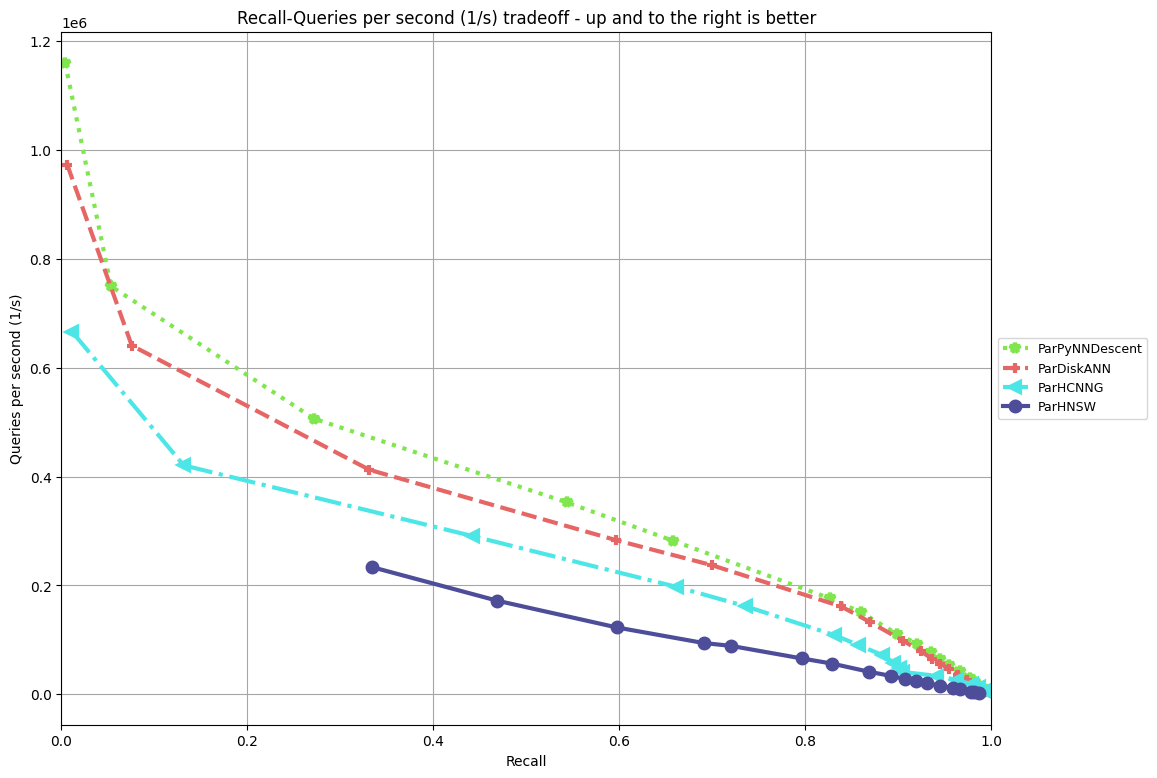 Recall-Queries per second (1/s) tradeoff - up and to the right is better
1e6
1.2
1.0
0.8
0.6
0.4
0.2
0.0
Queries per second (1/s)
0.0 0.2 0.4 0.6 0.8 1.0
Recall
ParPyNNDescent
ParDiskANN
ParHCNNG
ParHNSW